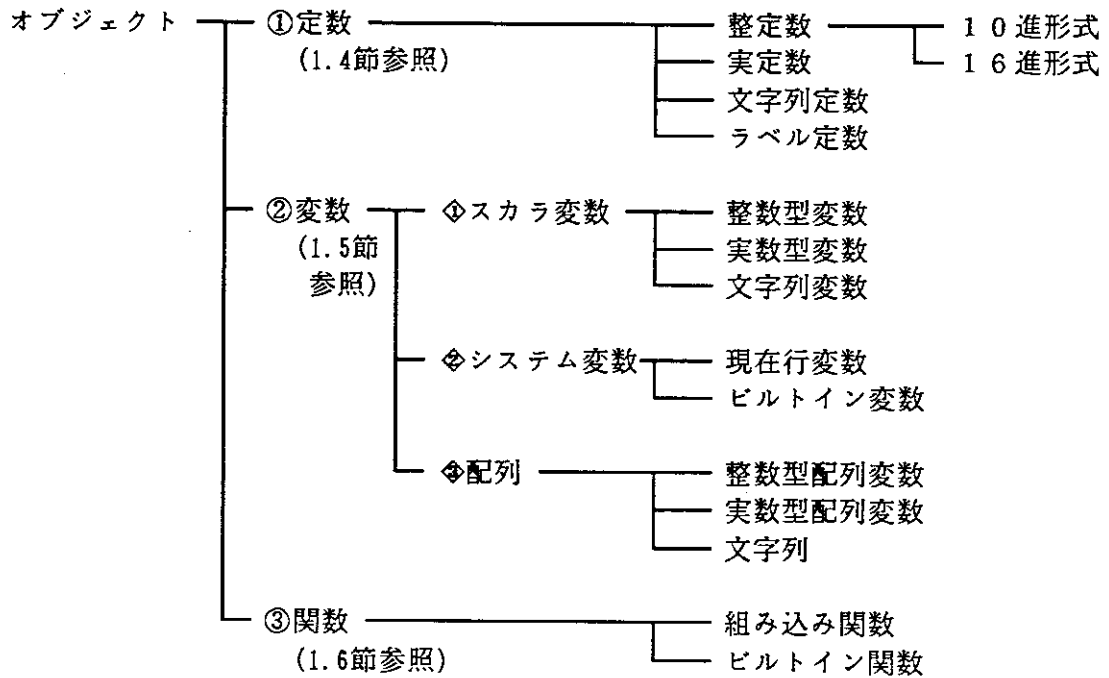 オブジェクト ①定数 整定数 10進形式
(1.4節参照) 実定数 16進形式
文字列定数
ラベル定数
②変数 ①スカラ変数 整数型変数
(1.5節 実数型変数
参照) 文字列変数
②システム変数 現在行変数
ビルトイン変数
③配列 整数型配列変数
実数型配列変数
文字列
③関数 組み込み関数
(1.6節参照) ビルトイン関数